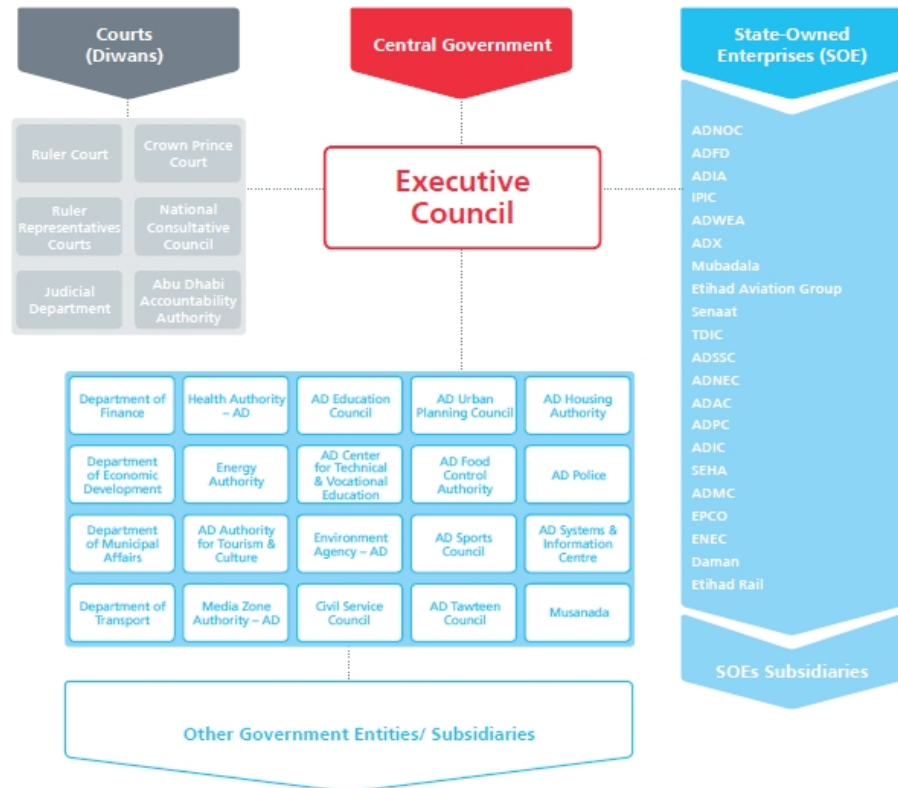 Courts
(Diwans)
Central Government
State-Owned
Enterprises (SOE)
Ruler Court
Crown Prince
Court
Ruler
Representatives
Courts
National
Consultative
Council
Judicial
Department
Abu Dhabi
Accountability
Authority
Executive
Council
ADNOC
ADFD
ADIA
IPIC
ADWEA
ADX
Mubadala
Etihad Aviation Group
Senaat
TDIC
ADSSC
ADNEC
ADAC
ADPC
ADIC
SEHA
ADMC
EPCO
ENEC
Daman
Etihad Rail
SOEs Subsidiaries
Department of
Finance
Health Authority
– AD
AD Education
Council
AD Urban
Planning Council
AD Housing
Authority
Department
of Economic
Development
Energy
Authority
AD Center
for Technical
& Vocational
Education
AD Food
Control
Authority
AD Police
Department
of Municipal
Affairs
AD Authority
for Tourism &
Culture
Environment
Agency – AD
AD Sports
Council
AD Systems &
Information
Centre
Department of
Transport
Media Zone
Authority – AD
Civil Service
Council
AD Tawteen
Council
Musanada
Other Government Entities/ Subsidiaries